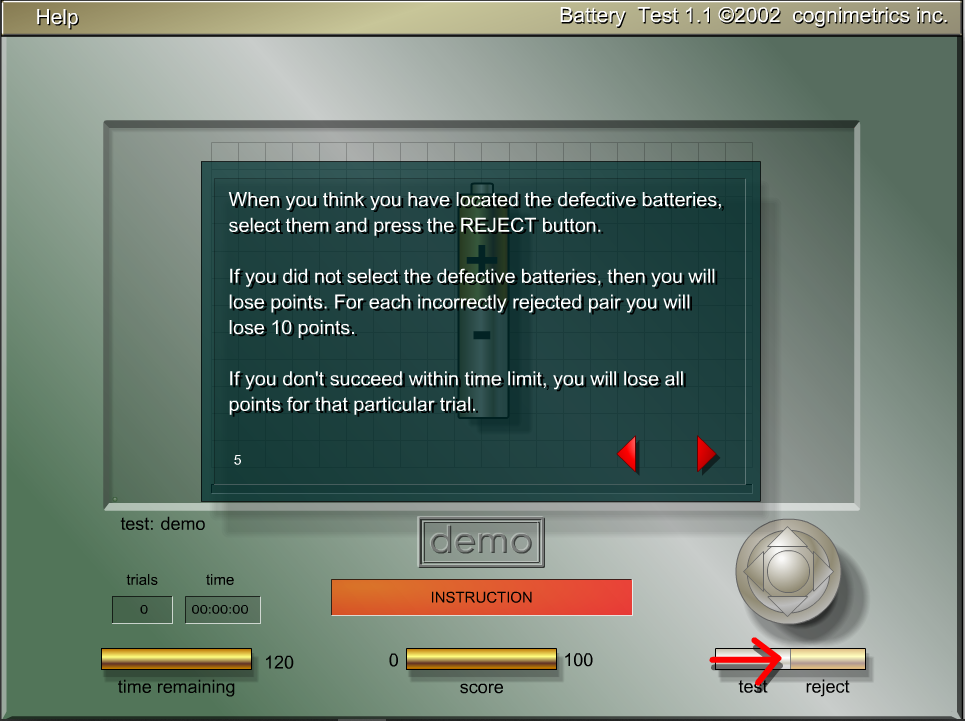 Help
Battery Test 1.1 ©2002 cognimetrics inc.
When you think you have located the defective batteries,
select them and press the REJECT button.
If you did not select the defective batteries, then you will
lose points. For each incorrectly rejected pair you will
lose 10 points.
If you don't succeed within time limit, you will lose all
points for that particular trial.
5
+
-
test: demo
demo
trials
time
0
00:00:00
INSTRUCTION
120
time remaining
0
100
score
test
reject